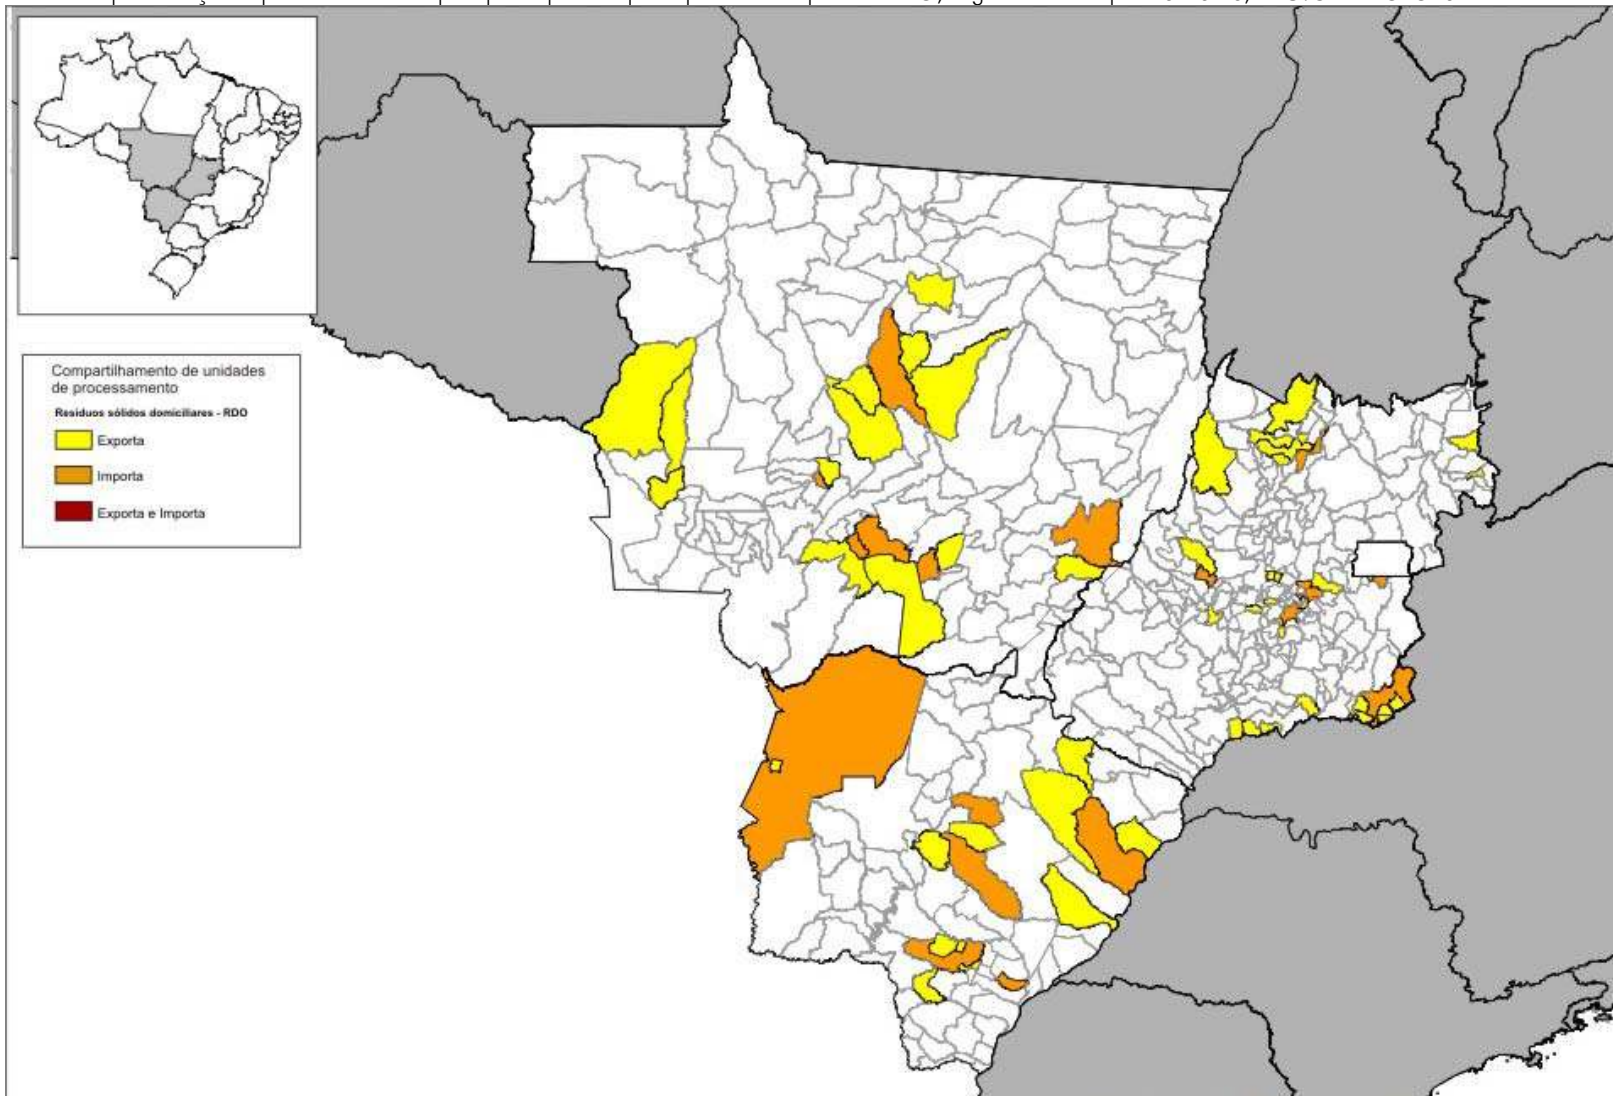 Compartilhamento de unidades
de processamento
Resíduos sólidos domiciliares - RDO
Exporta
Importa
Exporta e Importa